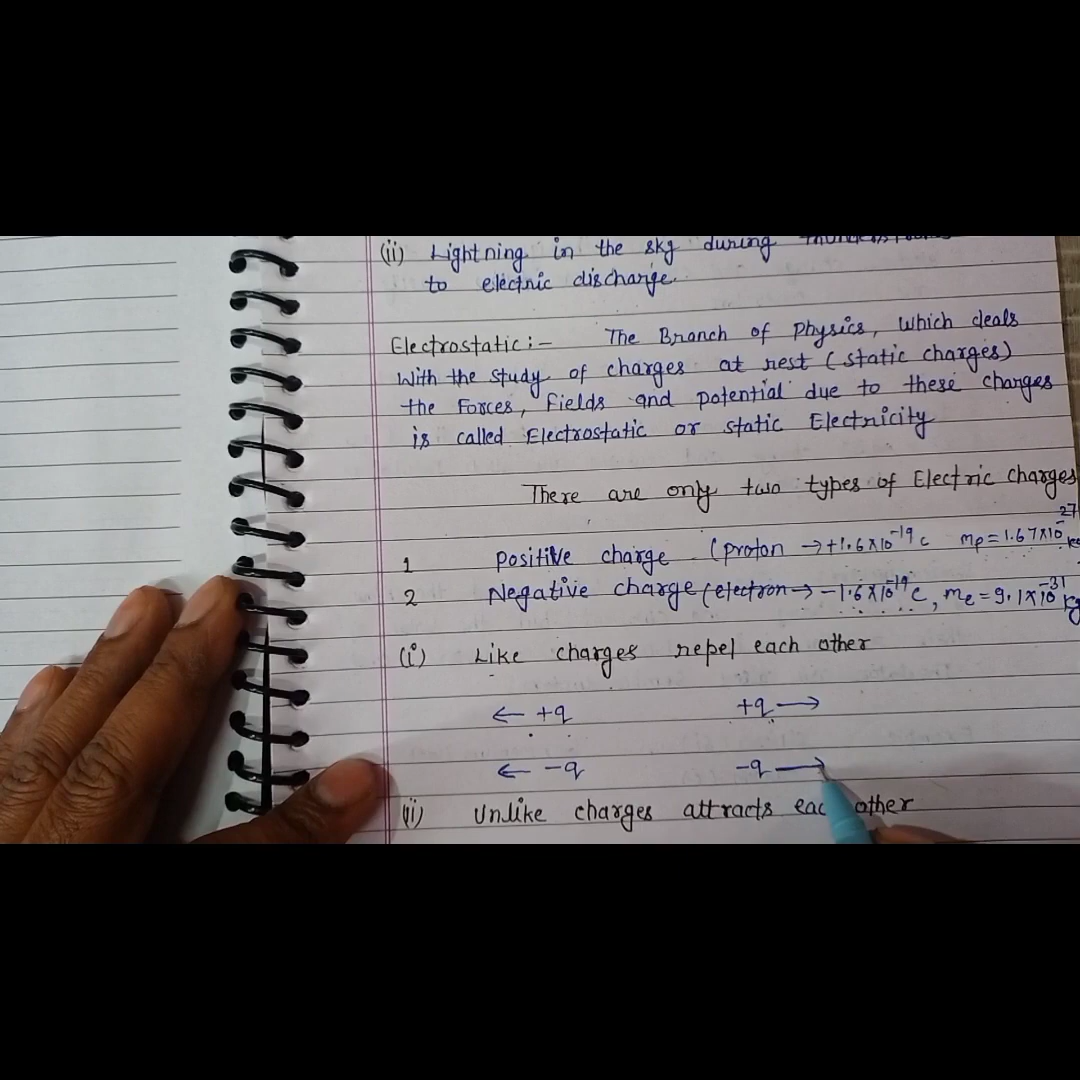 (ii) Lightning in the sky during
to electric discharge.
Electrostatic :- The Branch of Physics, which deals
with the study of charges at rest (static charges)
the Forces, Fields and potential due to these charges
is called Electrostatic or static Electricity
There are only two types of Electric charges
1 positive charge (proton → +1.6×10⁻¹⁹ c mp = 1.67×10⁻²⁷ kg
2 Negative charge (electron → -1.6×10⁻¹⁹ c, me = 9.1×10⁻³¹ kg
(i) Like charges repel each other
← +q +q →
← -q -q →
(ii) Unlike charges attracts each other